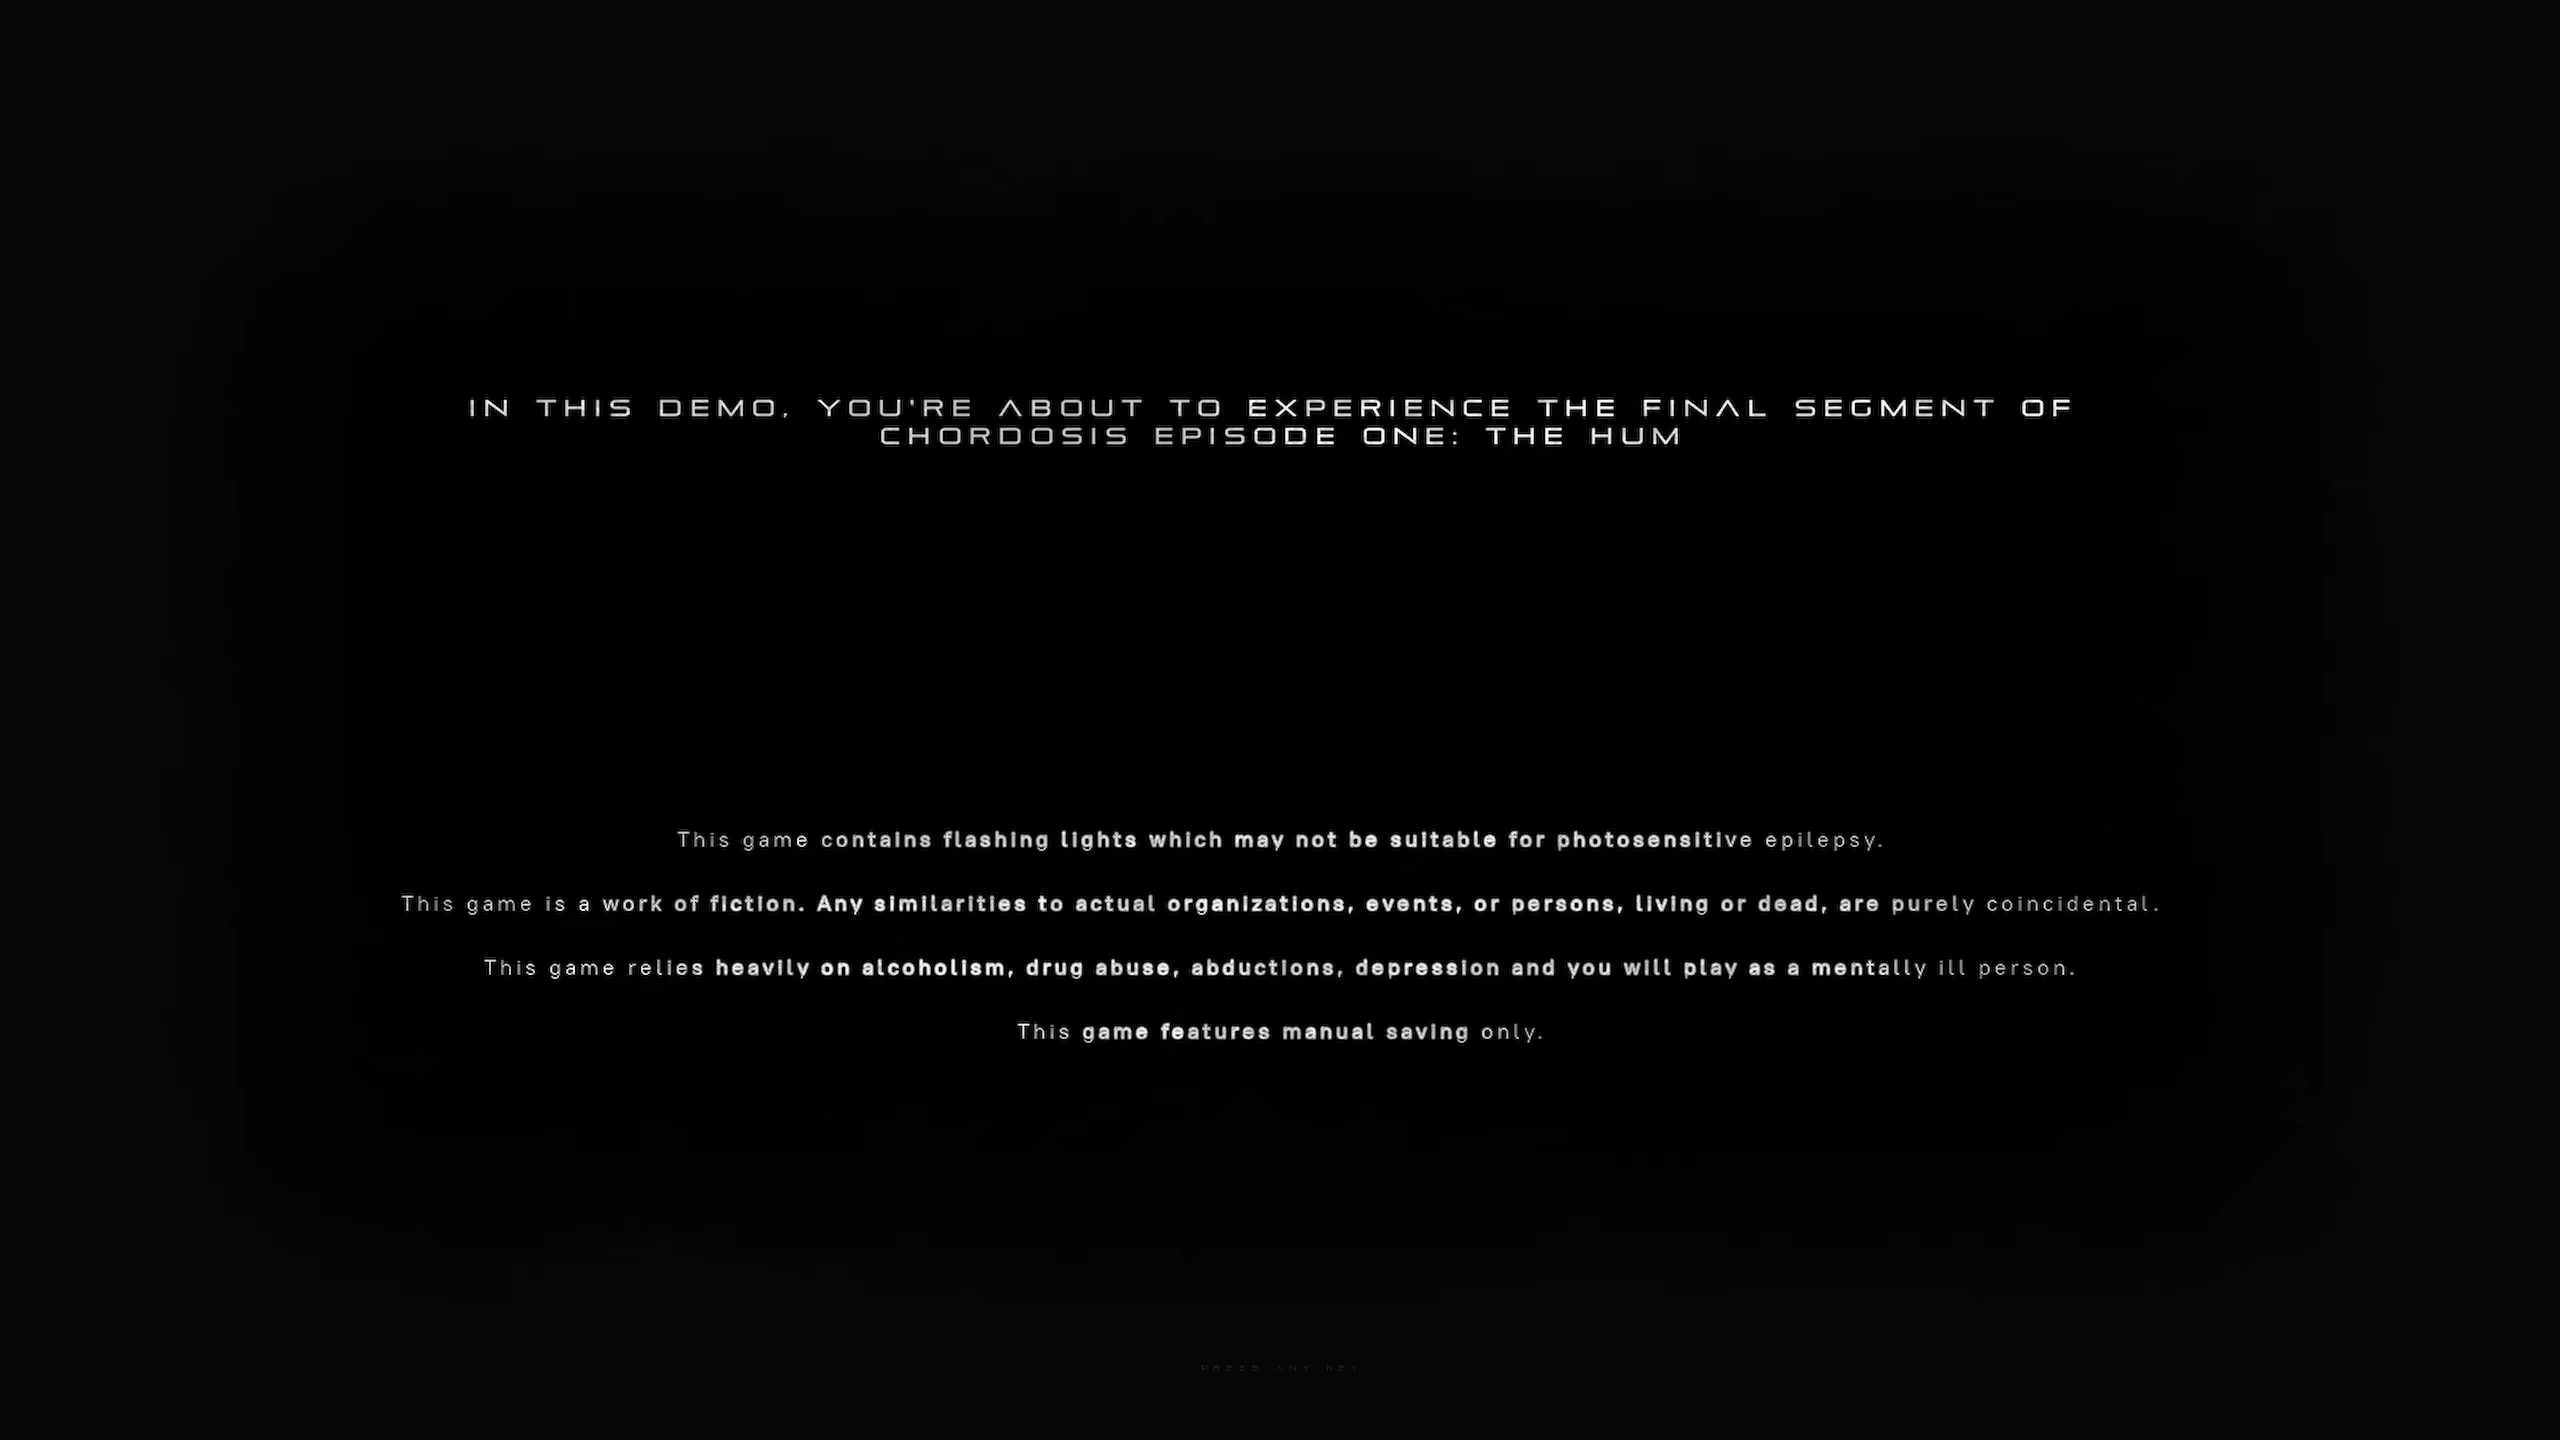 IN THIS DEMO, YOU'RE ABOUT TO EXPERIENCE THE FINAL SEGMENT OF
CHORDOSIS EPISODE ONE: THE HUM
This game contains flashing lights which may not be suitable for photosensitive epilepsy.
This game is a work of fiction. Any similarities to actual organizations, events, or persons, living or dead, are purely coincidental.
This game relies heavily on alcoholism, drug abuse, abductions, depression and you will play as a mentally ill person.
This game features manual saving only.
PRESS ANY KEY